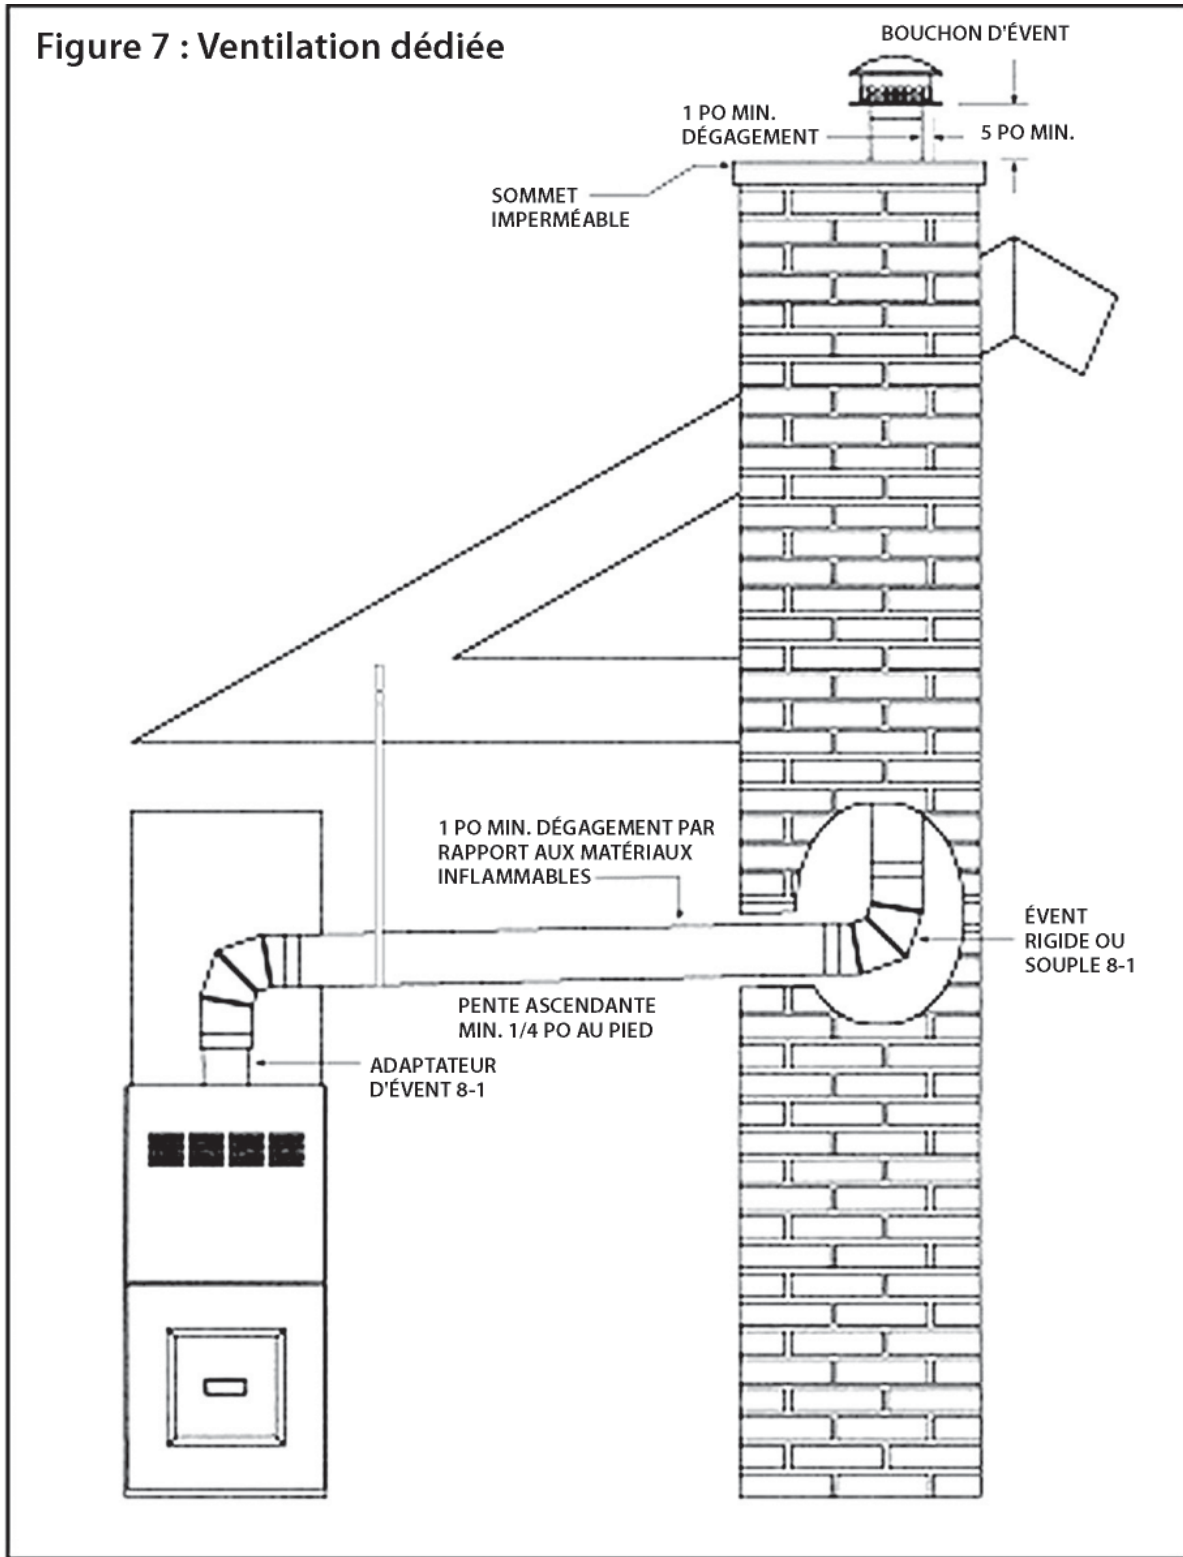 Figure 7 : Ventilation dédiée
BOUCHON D'ÉVENT
1 PO MIN.
DÉGAGEMENT
5 PO MIN.
SOMMET
IMPERMÉABLE
1 PO MIN. DÉGAGEMENT PAR
RAPPORT AUX MATÉRIAUX
INFLAMMABLES
ÉVENT
RIGIDE OU
SOUPLE 8-1
PENTE ASCENDANTE
MIN. 1/4 PO AU PIED
ADAPTATEUR
D'ÉVENT 8-1